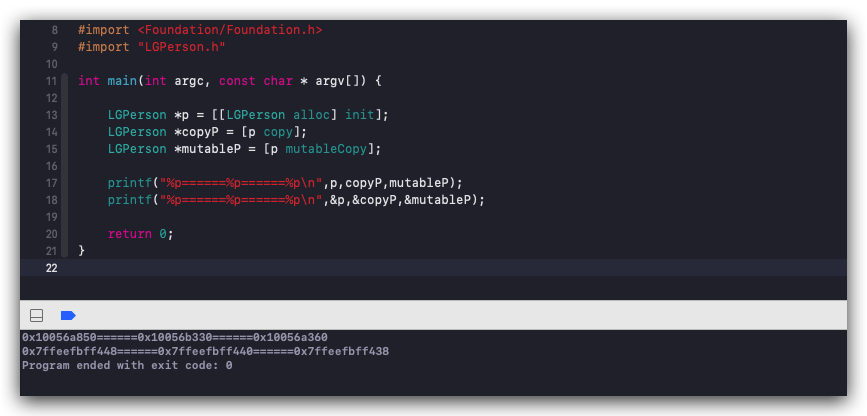 8 #import <Foundation/Foundation.h>
9 #import "LGPerson.h"
10
11 int main(int argc, const char * argv[]) {
12
13     LGPerson *p = [[LGPerson alloc] init];
14     LGPerson *copyP = [p copy];
15     LGPerson *mutableP = [p mutableCopy];
16
17     printf("%p======%p======%p\n",p,copyP,mutableP);
18     printf("%p======%p======%p\n",&p,&copyP,&mutableP);
19
20     return 0;
21 }
22
0x10056a850======0x10056b330======0x10056a360
0x7ffeefbff448======0x7ffeefbff440======0x7ffeefbff438
Program ended with exit code: 0